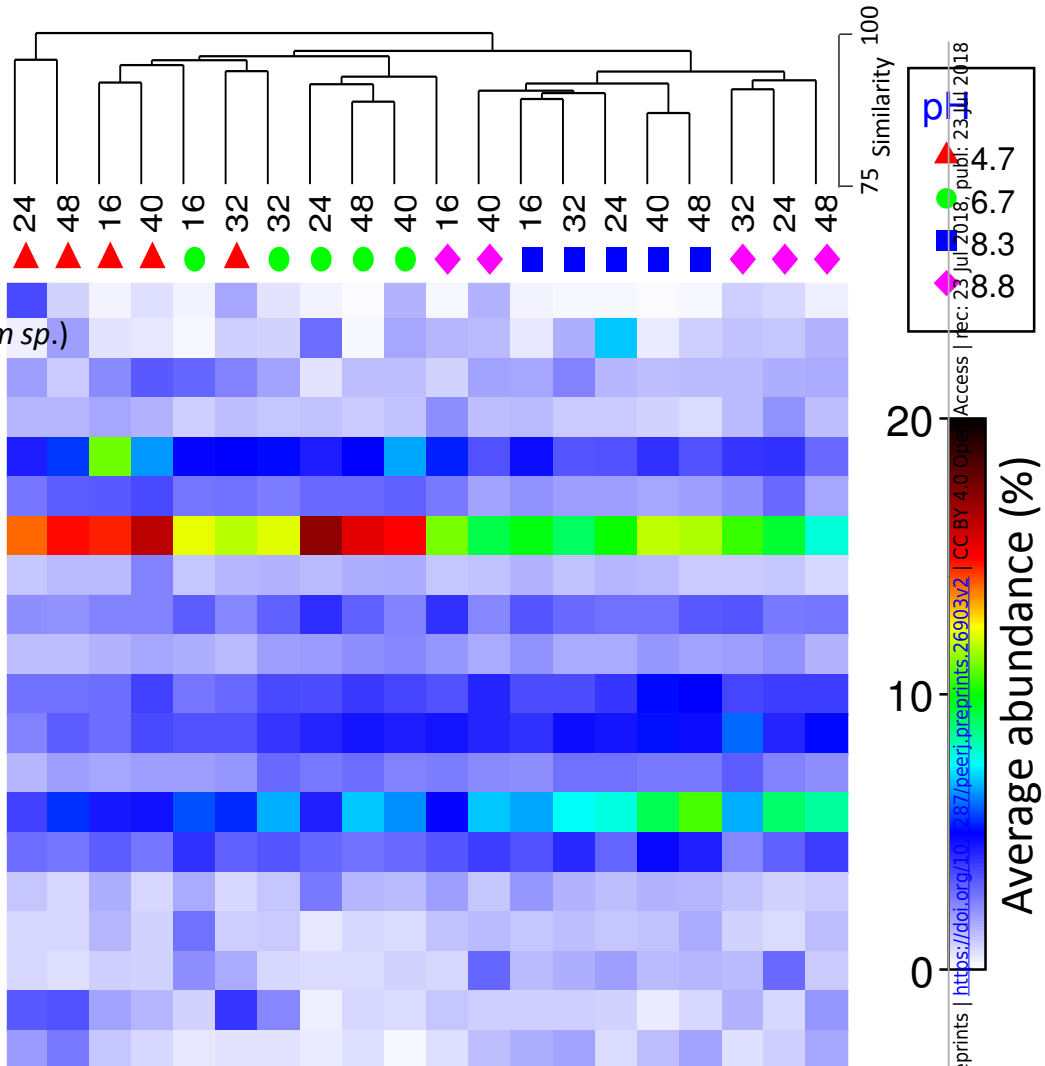 100
Similarity
75
24 48 16 40 16 32 32 24 48 40 16 40 16 32 24 40 48 32 24 48
pH
4.7
6.7
8.3
8.8
m sp.)
20
10
0
Average abundance (%)
eprints | https://doi.org/10.7287/peerj.preprints.26903v2 | CC BY 4.0 Open Access | rec: 23 Jul 2018, publ: 23 Jul 2018